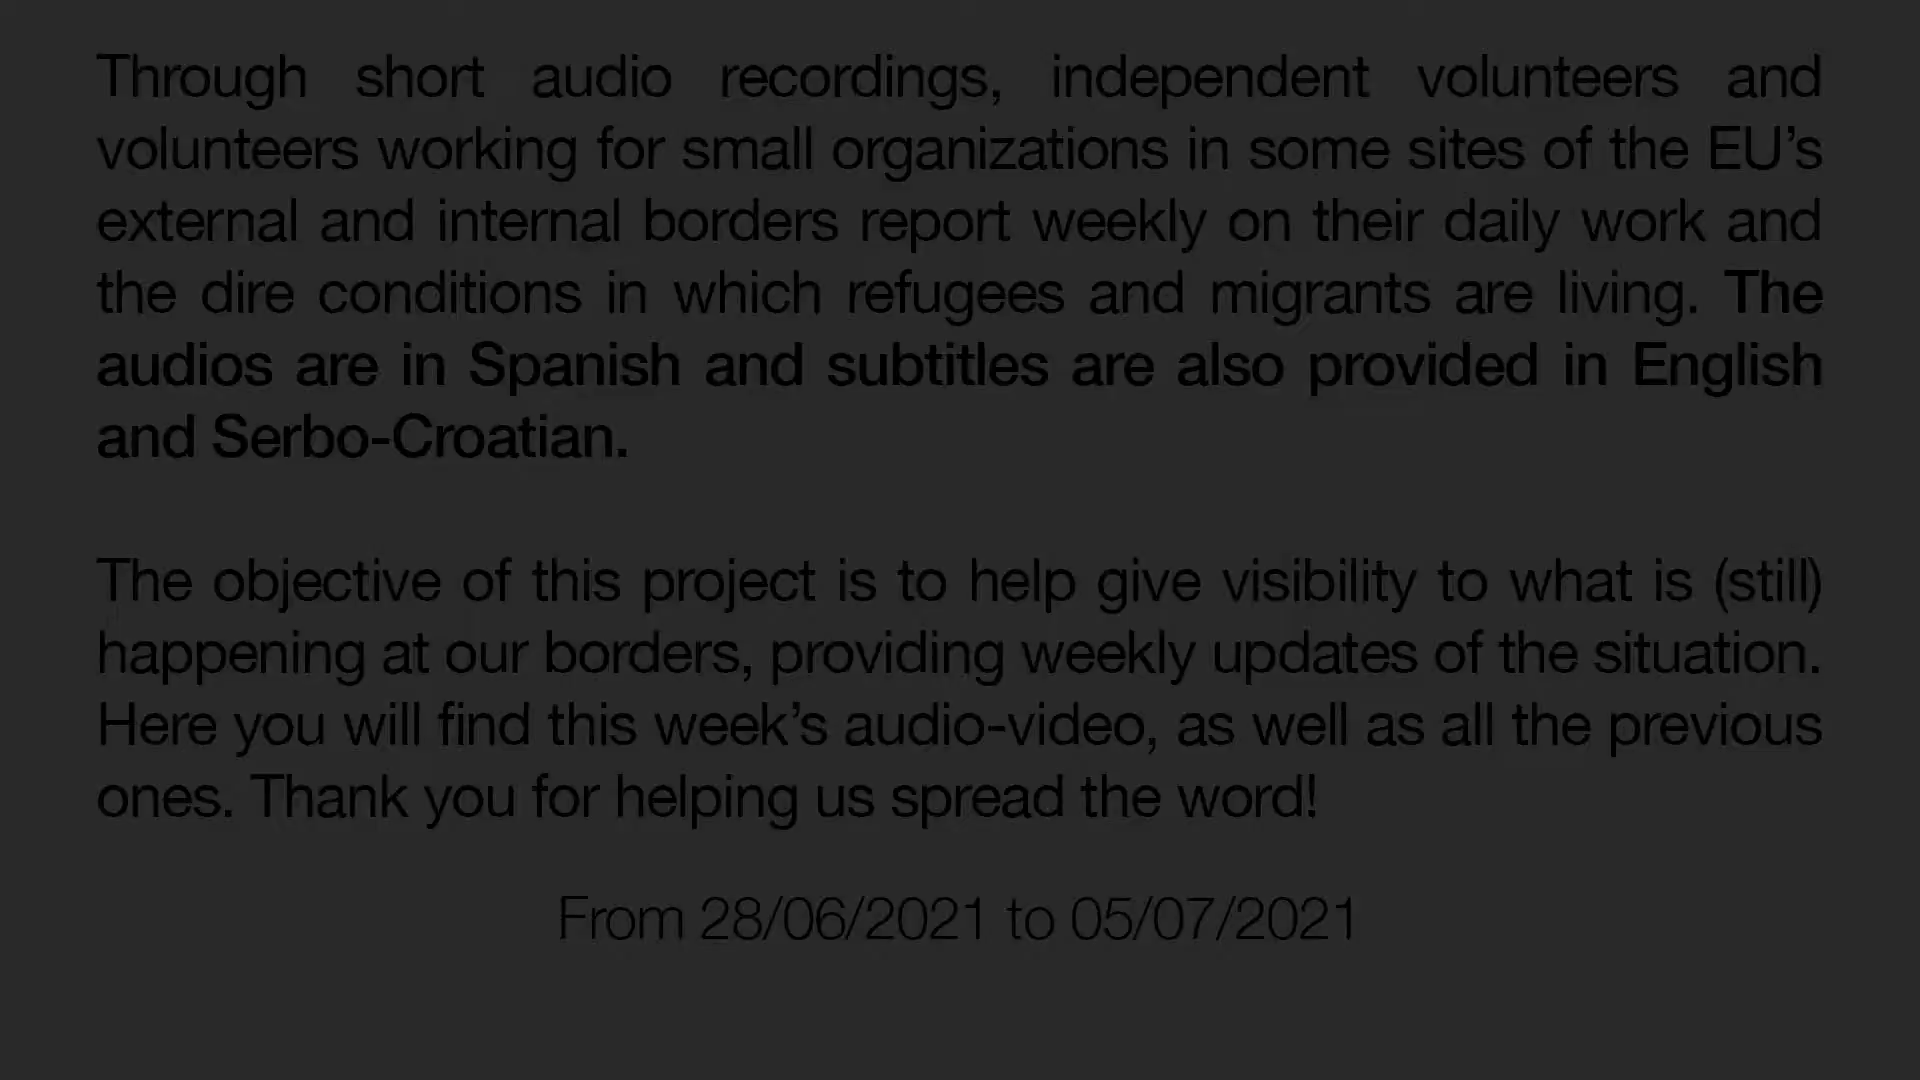 Through short audio recordings, independent volunteers and
volunteers working for small organizations in some sites of the EU’s
external and internal borders report weekly on their daily work and
the dire conditions in which refugees and migrants are living. The
audios are in Spanish and subtitles are also provided in English
and Serbo-Croatian.
The objective of this project is to help give visibility to what is (still)
happening at our borders, providing weekly updates of the situation.
Here you will find this week’s audio-video, as well as all the previous
ones. Thank you for helping us spread the word!
From 28/06/2021 to 05/07/2021